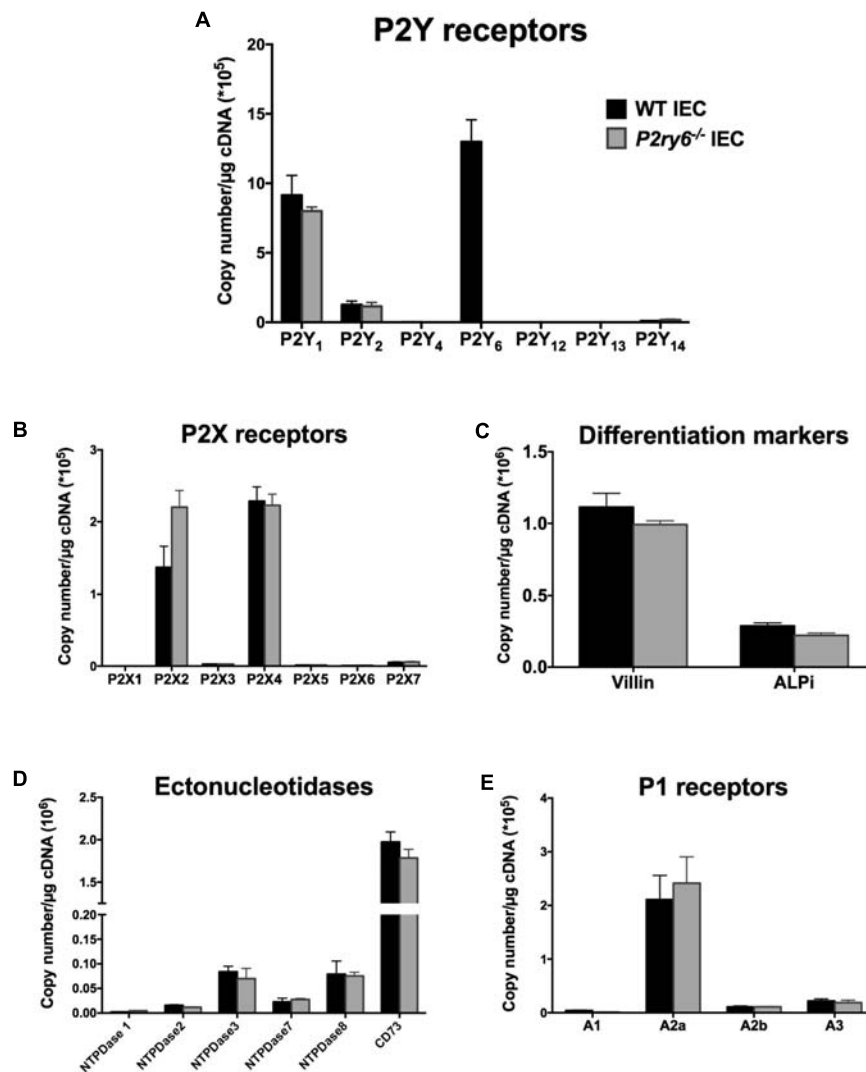 A
P2Y receptors
Copy number/µg cDNA (*10⁵)
20
15
10
5
0
WT IEC
P2ry6⁻/⁻ IEC
P2Y₁ P2Y₂ P2Y₄ P2Y₆ P2Y₁₂ P2Y₁₃ P2Y₁₄
B
P2X receptors
Copy number/µg cDNA (*10⁵)
3
2
1
0
P2X1 P2X2 P2X3 P2X4 P2X5 P2X6 P2X7
C
Differentiation markers
Copy number/µg cDNA (*10⁶)
1.5
1.0
0.5
0.0
Villin ALPi
D
Ectonucleotidases
Copy number/µg cDNA (10⁶)
2.5
2.0
1.5
0.20
0.15
0.10
0.05
0.00
NTPDase 1 NTPDase2 NTPDase3 NTPDase7 NTPDase8 CD73
E
P1 receptors
Copy number/µg cDNA (*10⁵)
4
3
2
1
0
A1 A2a A2b A3